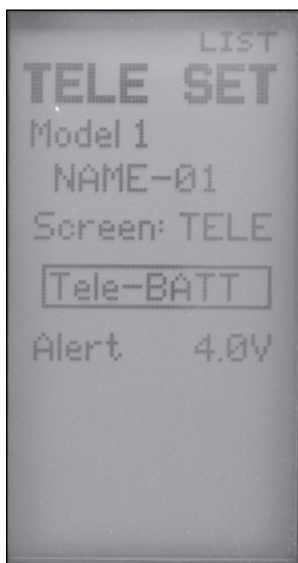 LIST
TELE SET
Model 1
NAME-01
Screen: TELE
Tele-BATT
Alert 4.0V